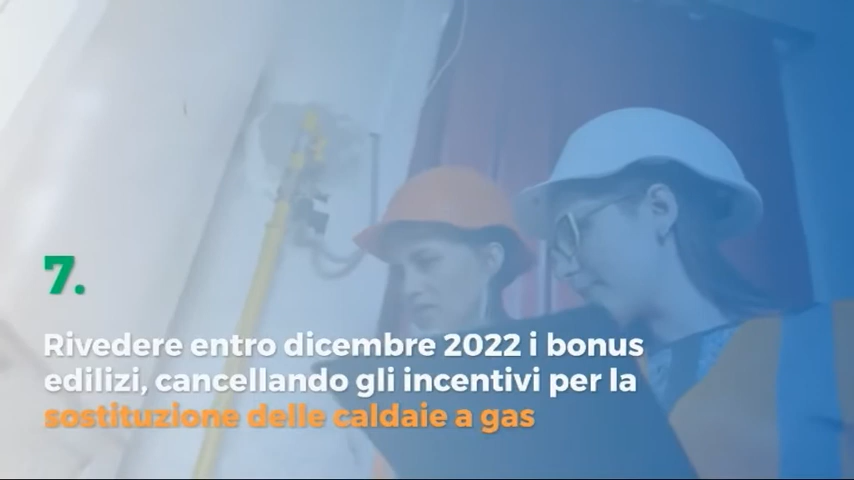 7.
Rivedere entro dicembre 2022 i bonus
edilizi, cancellando gli incentivi per la
sostituzione delle caldaie a gas